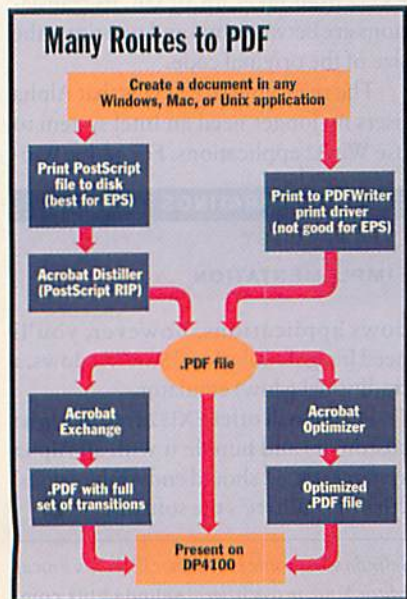 Many Routes to PDF
Create a document in any
Windows, Mac, or Unix application
Print PostScript
file to disk
(best for EPS)
Print to PDFWriter
print driver
(not good for EPS)
Acrobat Distiller
(PostScript RIP)
.PDF file
Acrobat
Exchange
Acrobat
Optimizer
.PDF with full
set of transitions
Optimized
.PDF file
Present on
DP4100